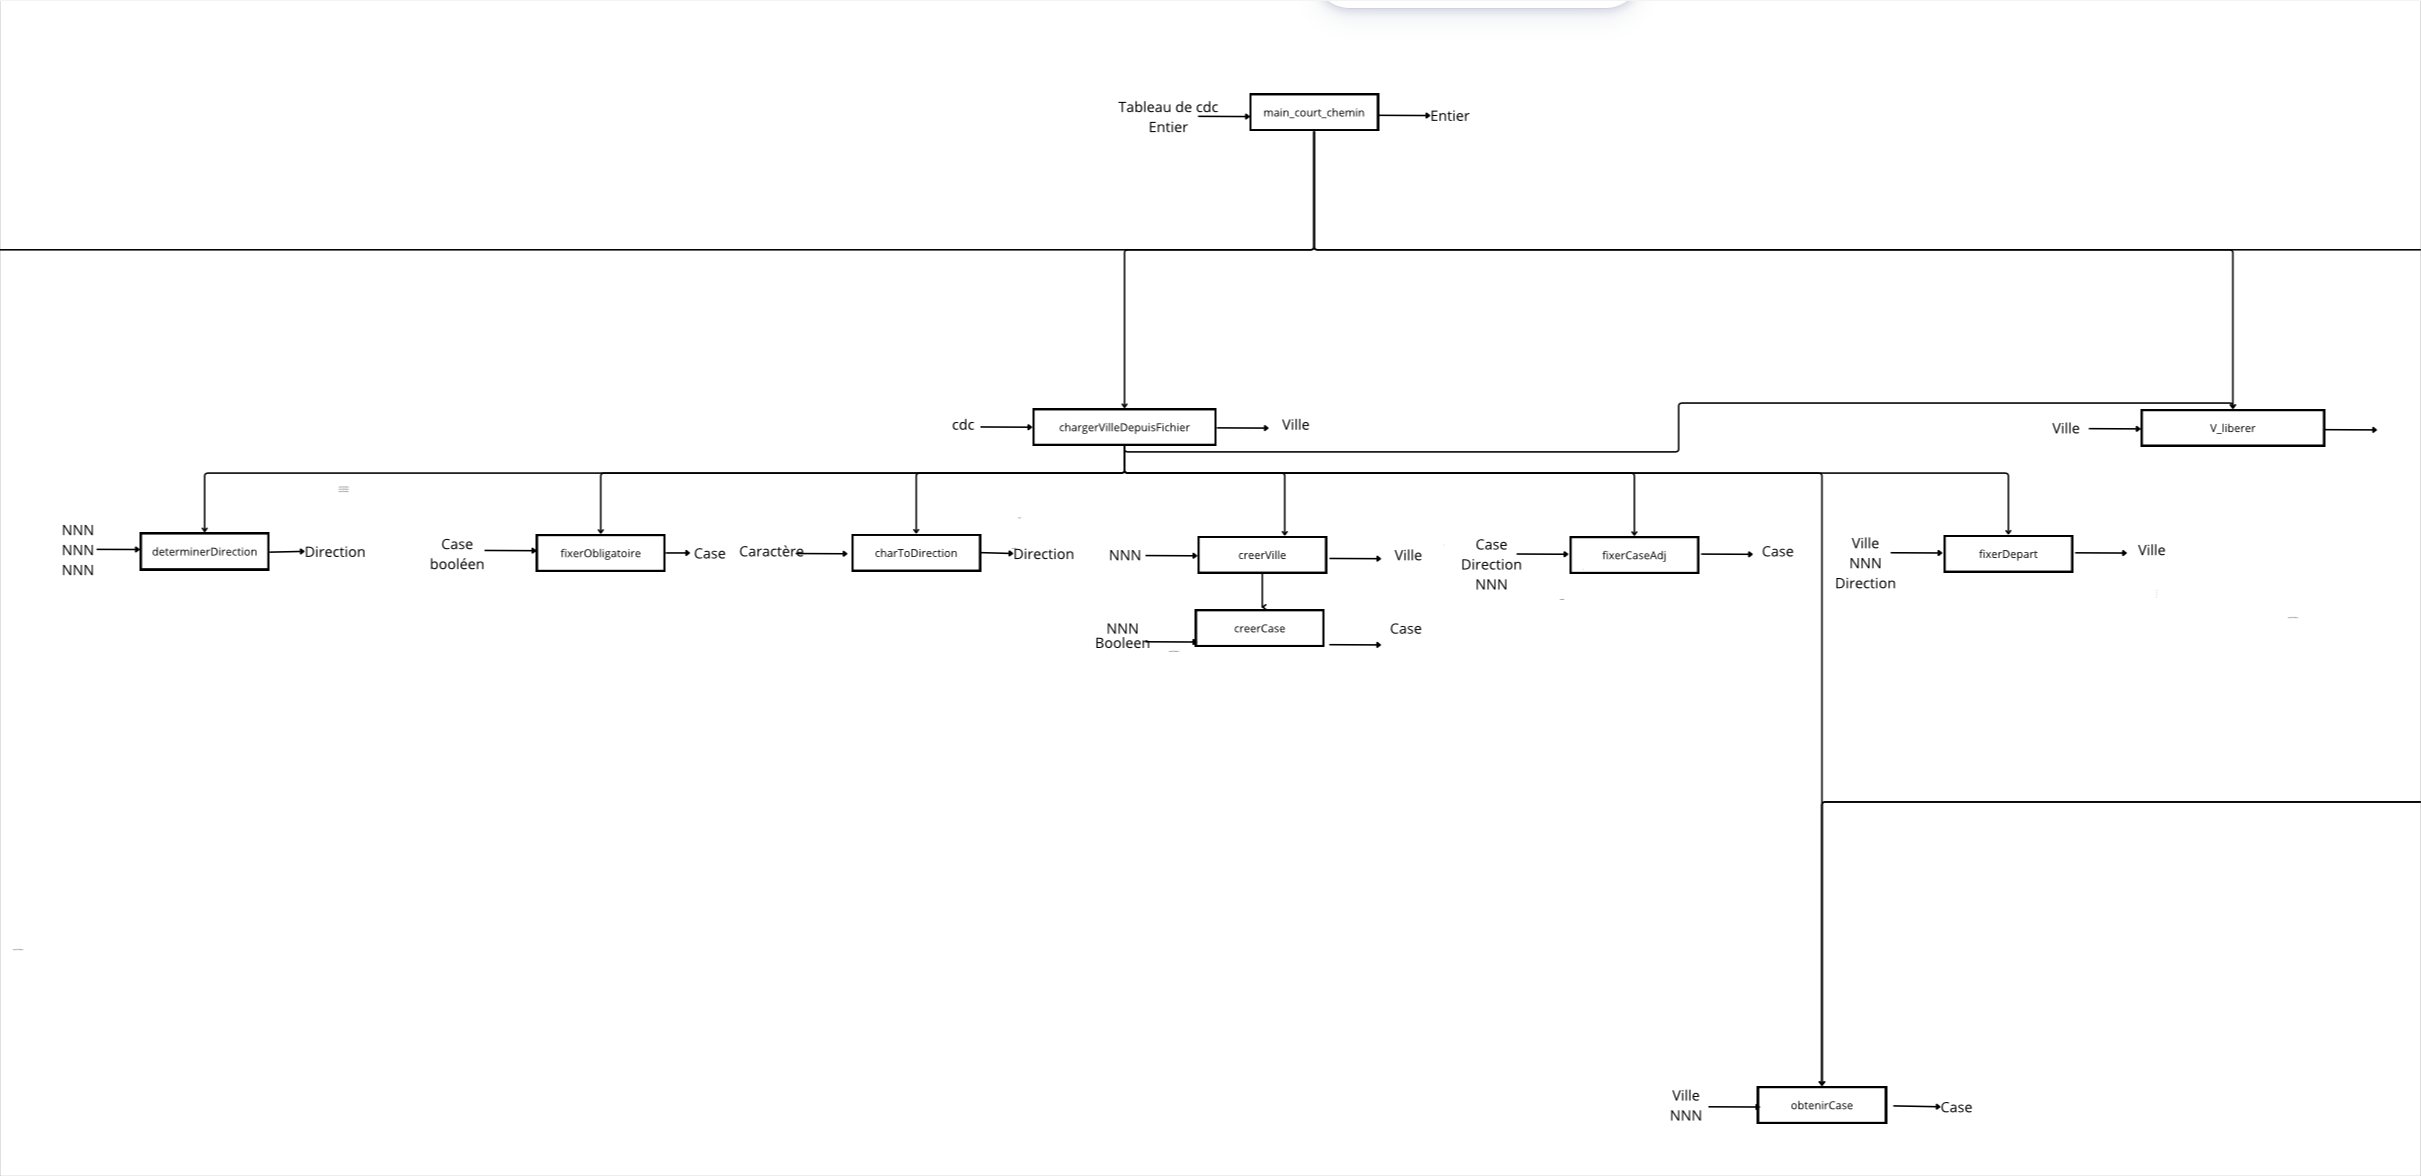 Tableau de cdc
Entier
main_court_chemin
Entier
cdc
chargerVilleDepuisFichier
Ville
Ville
V_liberer
NNN
NNN
NNN
determinerDirection
Direction
Case
booléen
fixerObligatoire
Case
Caractère
charToDirection
Direction
NNN
creerVille
Ville
Case
Direction
NNN
fixerCaseAdj
Case
Ville
NNN
Direction
fixerDepart
Ville
NNN
Booleen
creerCase
Case
Ville
NNN
obtenirCase
Case